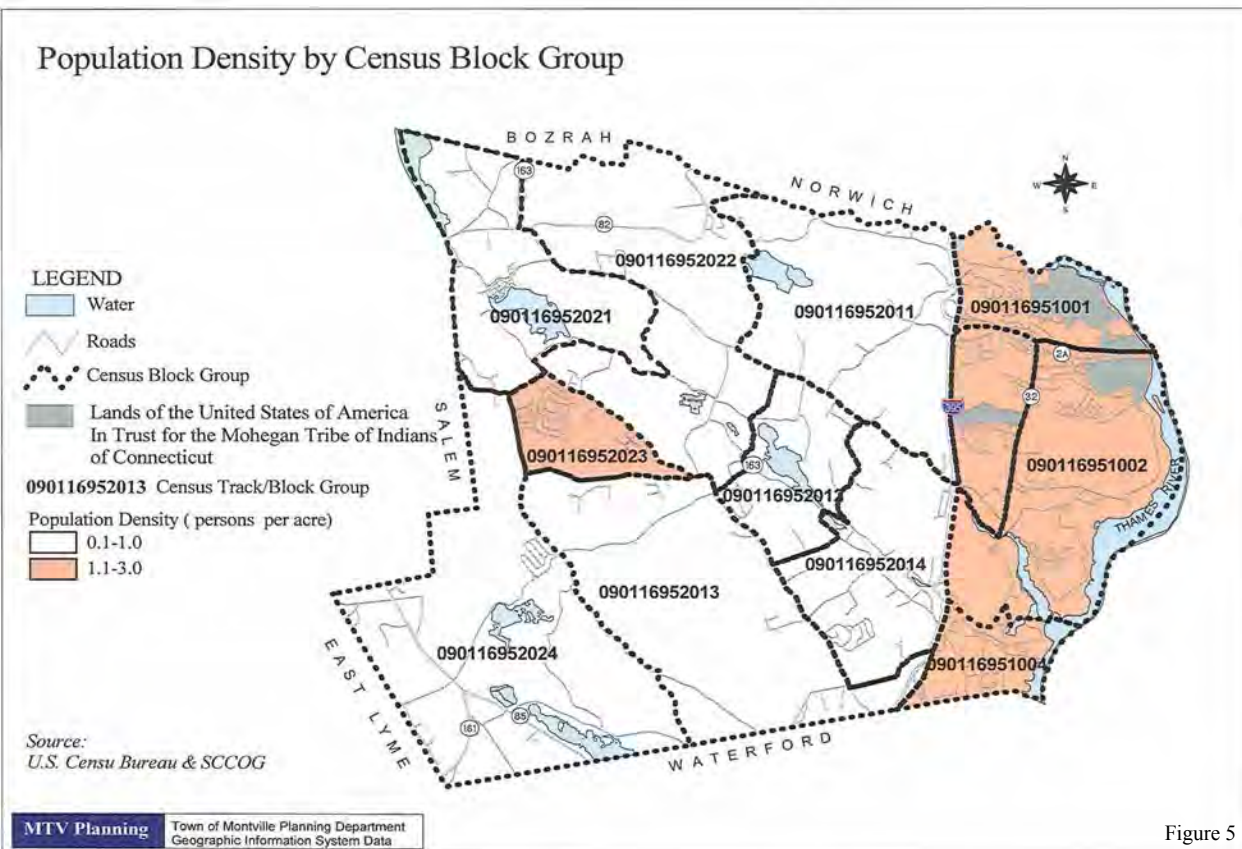 Population Density by Census Block Group
BOZRAH
NORWICH
N
W E
S
163
82
090116952022
090116952021
090116952011
090116951001
2A
395
32
LEGEND
Water
Roads
Census Block Group
Lands of the United States of America
In Trust for the Mohegan Tribe of Indians
of Connecticut
090116952013 Census Track/Block Group
Population Density ( persons per acre)
0.1-1.0
1.1-3.0
SALEM
090116952023
163
090116952012
090116951002
THAMES RIVER
090116952014
090116952013
090116952024
090116951004
EAST LYME
161
85
WATERFORD
Source:
U.S. Censu Bureau & SCCOG
MTV Planning
Town of Montville Planning Department
Geographic Information System Data
Figure 5